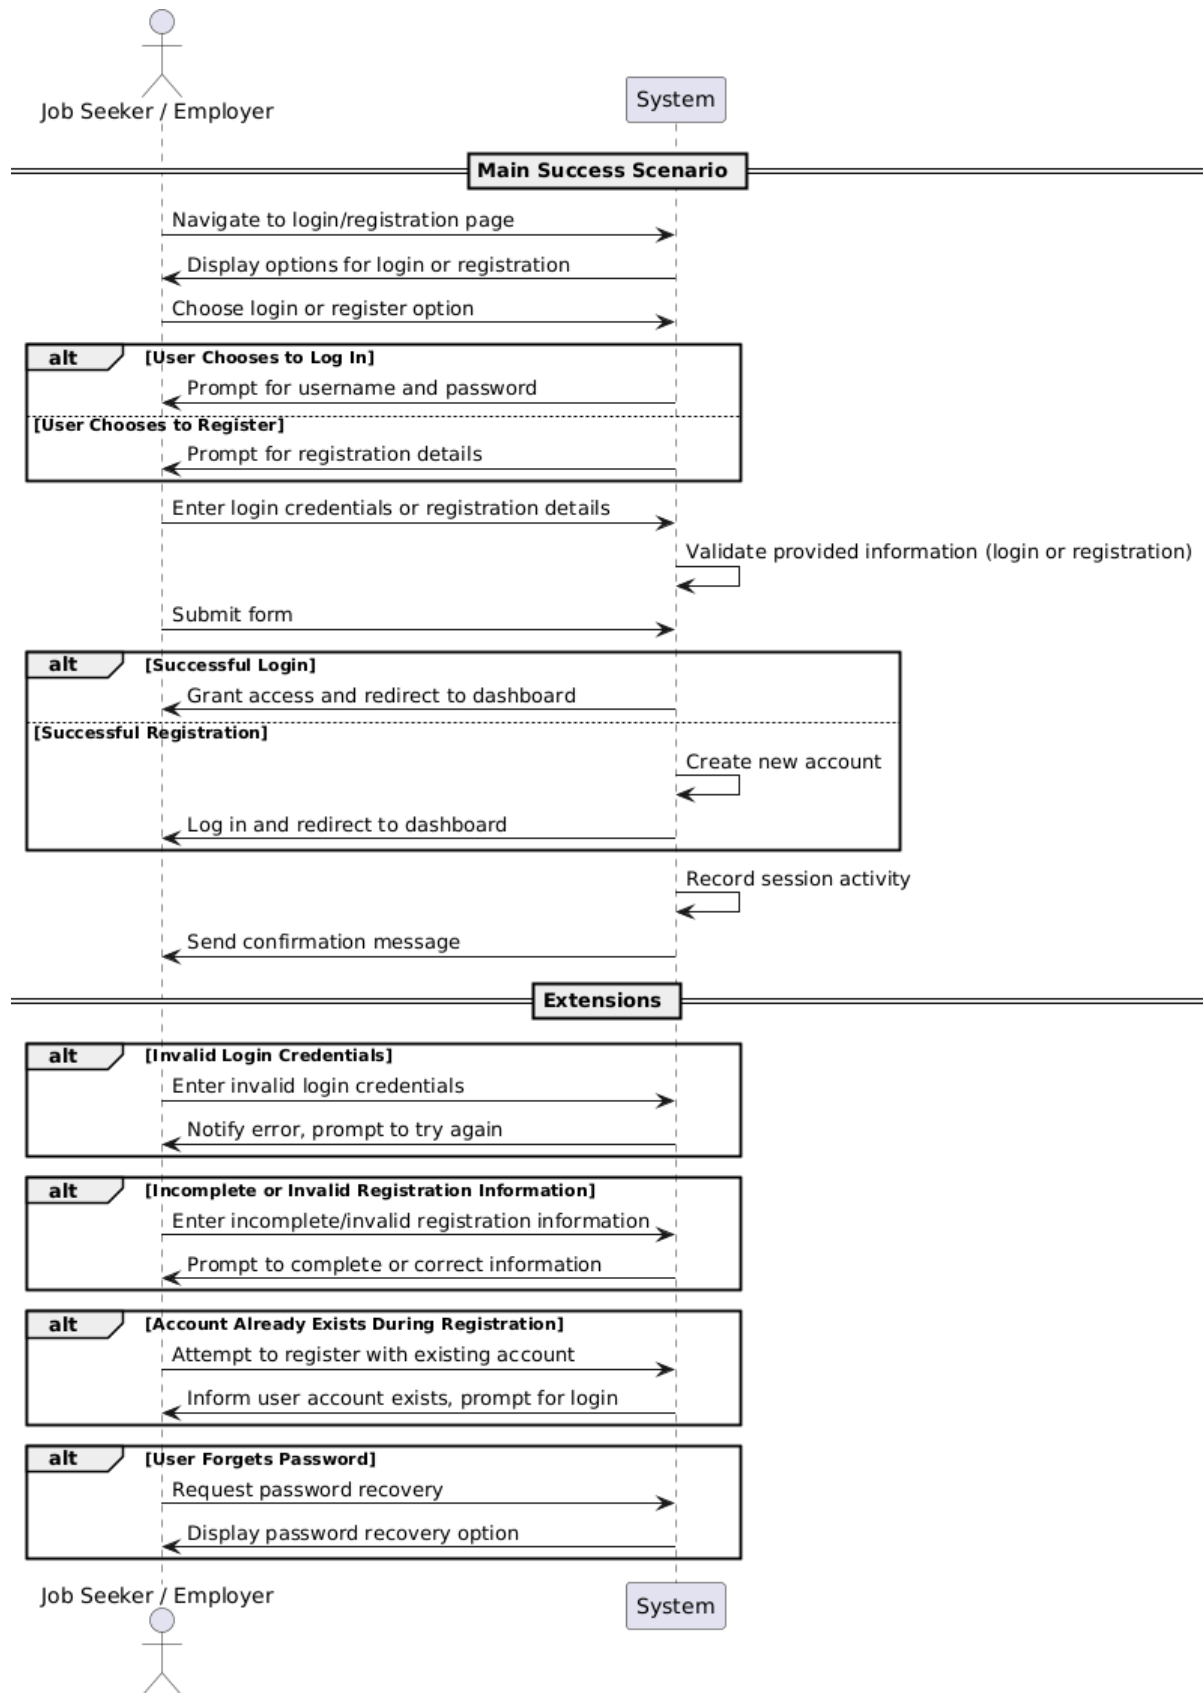 Job Seeker / Employer
System
Main Success Scenario
Navigate to login/registration page
Display options for login or registration
Choose login or register option
alt [User Chooses to Log In]
Prompt for username and password
[User Chooses to Register]
Prompt for registration details
Enter login credentials or registration details
Validate provided information (login or registration)
Submit form
alt [Successful Login]
Grant access and redirect to dashboard
[Successful Registration]
Create new account
Log in and redirect to dashboard
Record session activity
Send confirmation message
Extensions
alt [Invalid Login Credentials]
Enter invalid login credentials
Notify error, prompt to try again
alt [Incomplete or Invalid Registration Information]
Enter incomplete/invalid registration information
Prompt to complete or correct information
alt [Account Already Exists During Registration]
Attempt to register with existing account
Inform user account exists, prompt for login
alt [User Forgets Password]
Request password recovery
Display password recovery option
Job Seeker / Employer
System